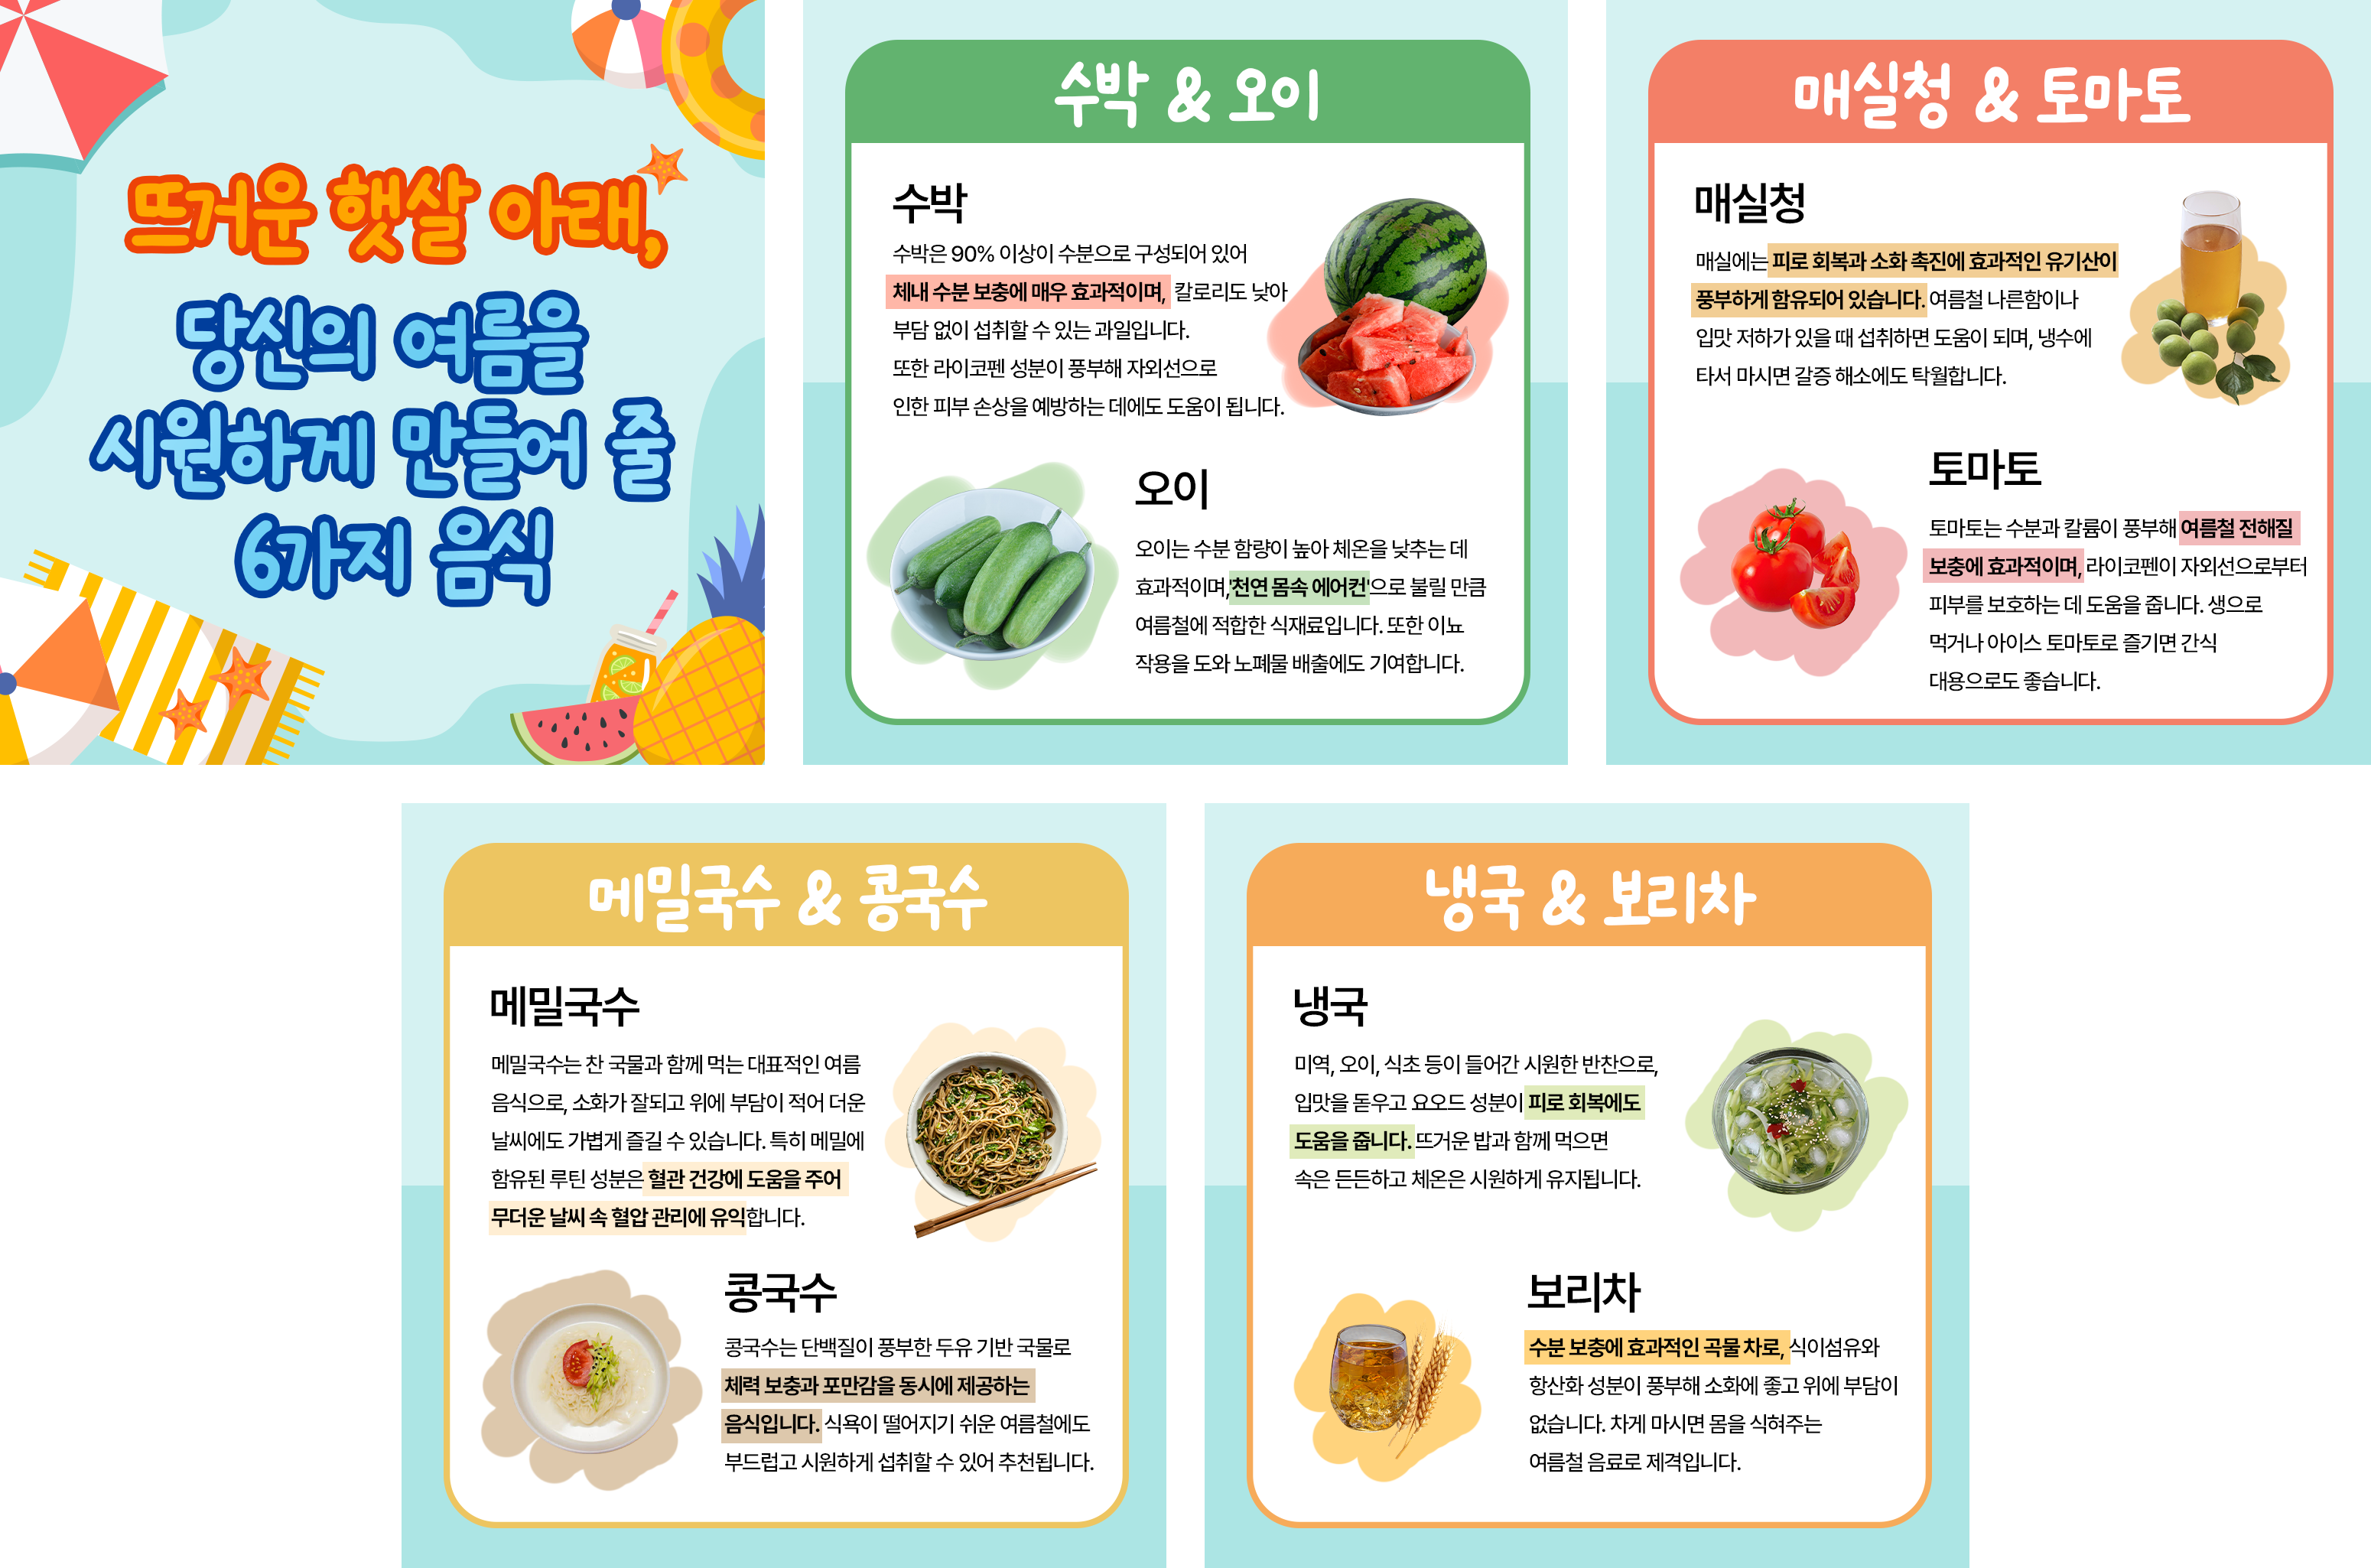 뜨거운 햇살 아래,
당신의 여름을
시원하게 만들어 줄
6가지 음식
수박 & 오이
수박
수박은 90% 이상이 수분으로 구성되어 있어
체내 수분 보충에 매우 효과적이며, 칼로리도 낮아
부담 없이 섭취할 수 있는 과일입니다.
또한 라이코펜 성분이 풍부해 자외선으로
인한 피부 손상을 예방하는 데에도 도움이 됩니다.
오이
오이는 수분 함량이 높아 체온을 낮추는 데
효과적이며,'천연 몸속 에어컨'으로 불릴 만큼
여름철에 적합한 식재료입니다. 또한 이뇨
작용을 도와 노폐물 배출에도 기여합니다.
매실청 & 토마토
매실청
매실에는 피로 회복과 소화 촉진에 효과적인 유기산이
풍부하게 함유되어 있습니다. 여름철 나른함이나
입맛 저하가 있을 때 섭취하면 도움이 되며, 냉수에
타서 마시면 갈증 해소에도 탁월합니다.
토마토
토마토는 수분과 칼륨이 풍부해 여름철 전해질
보충에 효과적이며, 라이코펜이 자외선으로부터
피부를 보호하는 데 도움을 줍니다. 생으로
먹거나 아이스 토마토로 즐기면 간식
대용으로도 좋습니다.
메밀국수 & 콩국수
메밀국수
메밀국수는 찬 국물과 함께 먹는 대표적인 여름
음식으로, 소화가 잘되고 위에 부담이 적어 더운
날씨에도 가볍게 즐길 수 있습니다. 특히 메밀에
함유된 루틴 성분은 혈관 건강에 도움을 주어
무더운 날씨 속 혈압 관리에 유익합니다.
콩국수
콩국수는 단백질이 풍부한 두유 기반 국물로
체력 보충과 포만감을 동시에 제공하는
음식입니다. 식욕이 떨어지기 쉬운 여름철에도
부드럽고 시원하게 섭취할 수 있어 추천됩니다.
냉국 & 보리차
냉국
미역, 오이, 식초 등이 들어간 시원한 반찬으로,
입맛을 돋우고 요오드 성분이 피로 회복에도
도움을 줍니다. 뜨거운 밥과 함께 먹으면
속은 든든하고 체온은 시원하게 유지됩니다.
보리차
수분 보충에 효과적인 곡물 차로, 식이섬유와
항산화 성분이 풍부해 소화에 좋고 위에 부담이
없습니다. 차게 마시면 몸을 식혀주는
여름철 음료로 제격입니다.